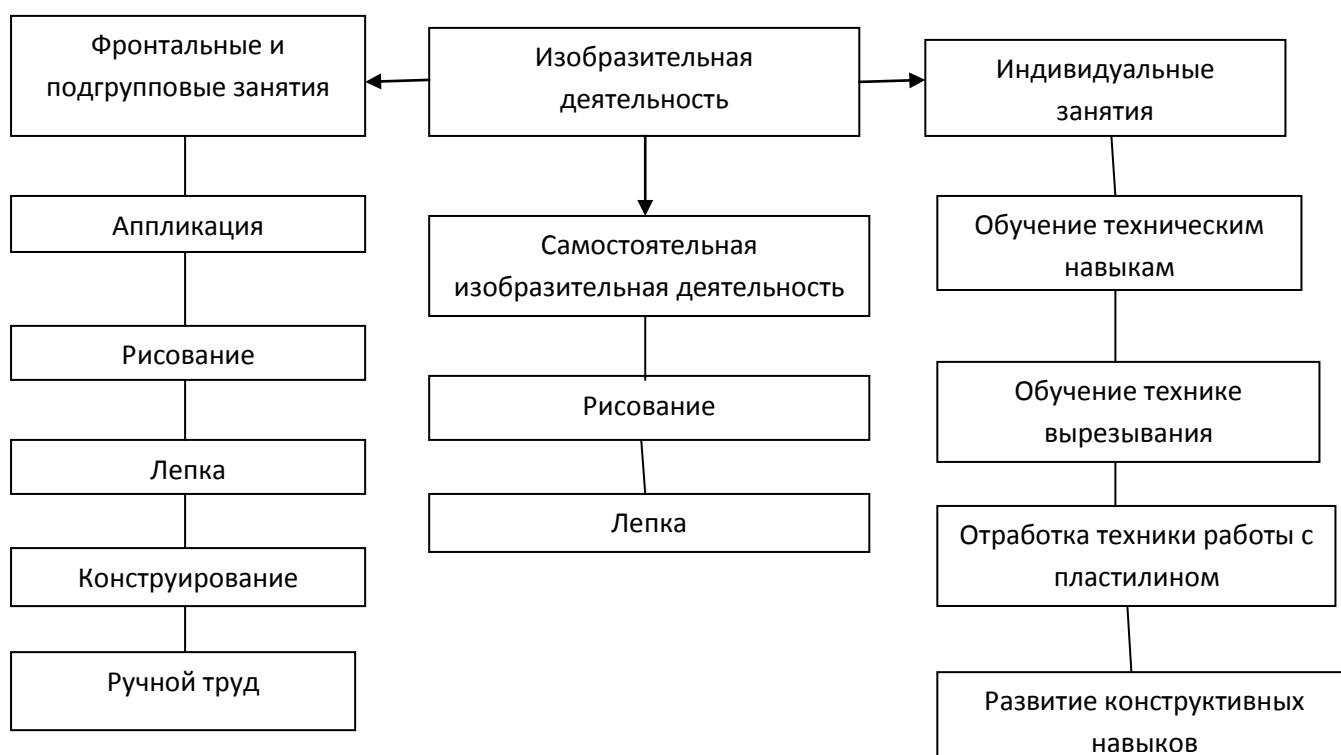 Фронтальные и
подгрупповые занятия
Изобразительная
деятельность
Индивидуальные
занятия
Аппликация
Рисование
Лепка
Конструирование
Ручной труд
Самостоятельная
изобразительная деятельность
Рисование
Лепка
Обучение техническим
навыкам
Обучение технике
вырезывания
Отработка техники работы с
пластилином
Развитие конструктивных
навыков